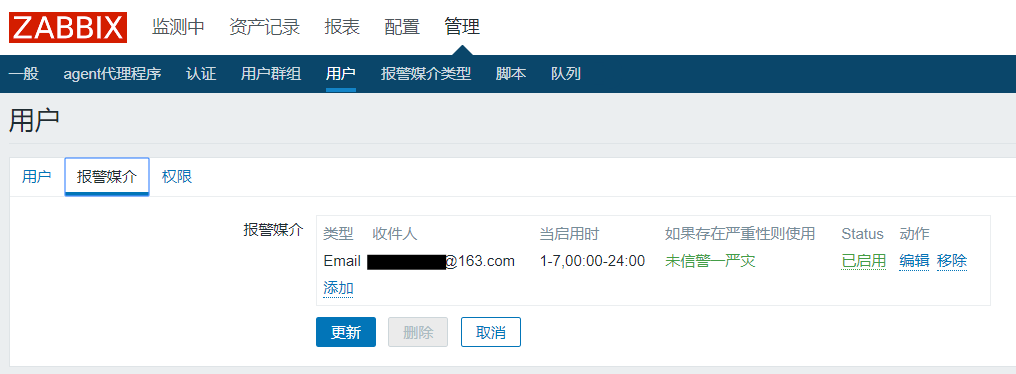 ZABBIX 监测中 资产记录 报表 配置 管理
一般 agent代理程序 认证 用户群组 用户 报警媒介类型 脚本 队列
用户
用户 报警媒介 权限
报警媒介 类型 收件人 当启用时 如果存在严重性则使用 Status 动作
Email @163.com 1-7,00:00-24:00 未信警一严灾 已启用 编辑 移除
添加
更新 删除 取消